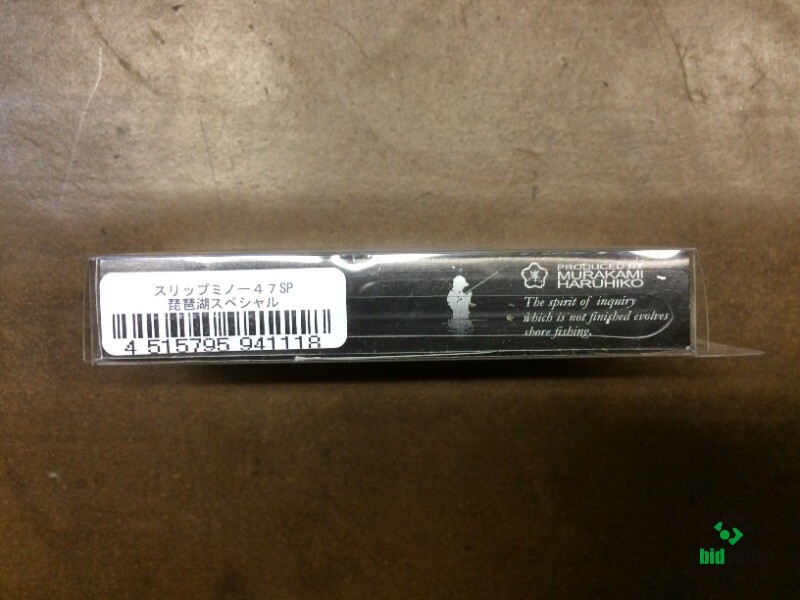 スリップミノー４７SP
琵琶湖スペシャル
4 515795 941118
PRODUCED BY
MURAKAMI
HARUHIKO
The spirit of inquiry
which is not finished evolves
shore fishing.
bid